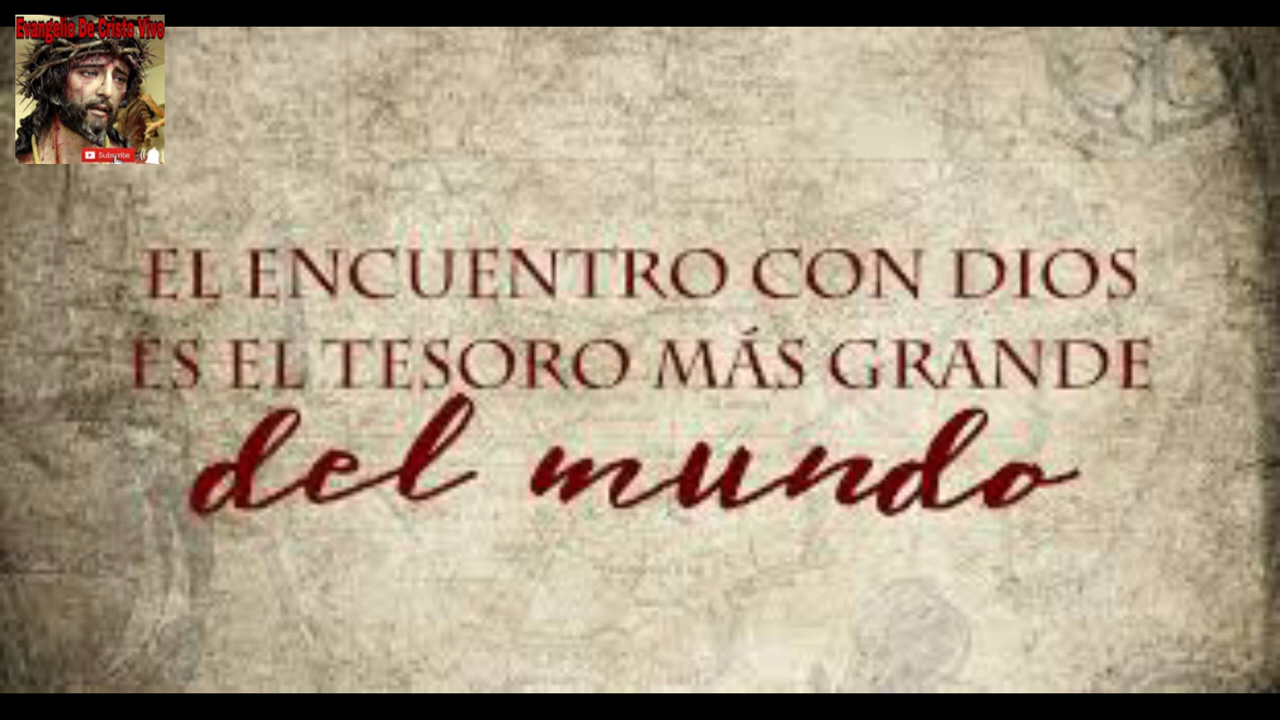 Evangelio De Cristo Vivo
Subscribe
EL ENCUENTRO CON DIOS
ES EL TESORO MÁS GRANDE
del mundo